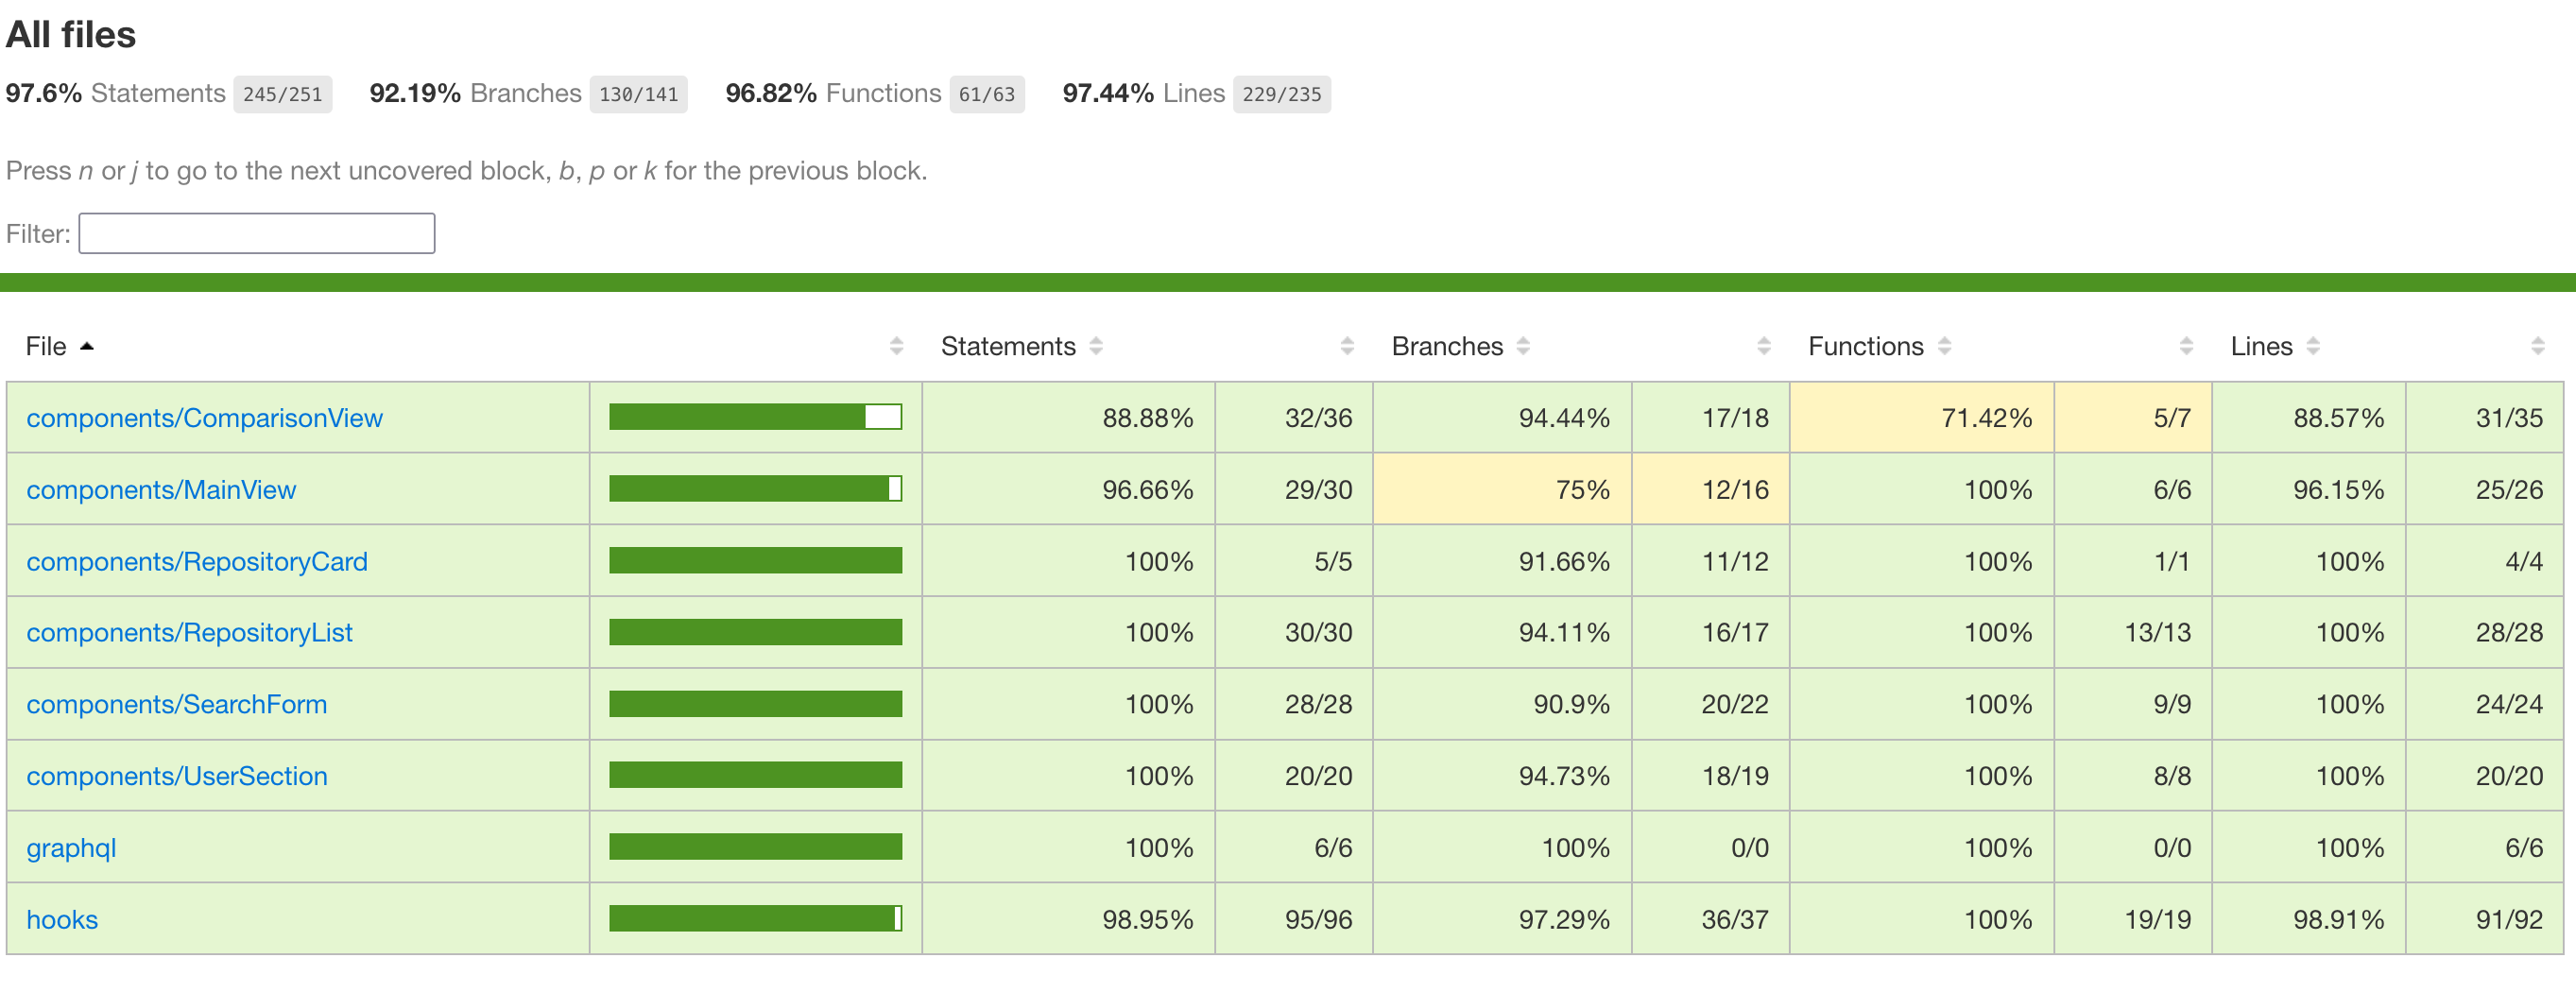 All files
97.6% Statements 245/251 92.19% Branches 130/141 96.82% Functions 61/63 97.44% Lines 229/235
Press n or j to go to the next uncovered block, b, p or k for the previous block.
Filter:
File Statements Branches Functions Lines
components/ComparisonView 88.88% 32/36 94.44% 17/18 71.42% 5/7 88.57% 31/35
components/MainView 96.66% 29/30 75% 12/16 100% 6/6 96.15% 25/26
components/RepositoryCard 100% 5/5 91.66% 11/12 100% 1/1 100% 4/4
components/RepositoryList 100% 30/30 94.11% 16/17 100% 13/13 100% 28/28
components/SearchForm 100% 28/28 90.9% 20/22 100% 9/9 100% 24/24
components/UserSection 100% 20/20 94.73% 18/19 100% 8/8 100% 20/20
graphql 100% 6/6 100% 0/0 100% 0/0 100% 6/6
hooks 98.95% 95/96 97.29% 36/37 100% 19/19 98.91% 91/92